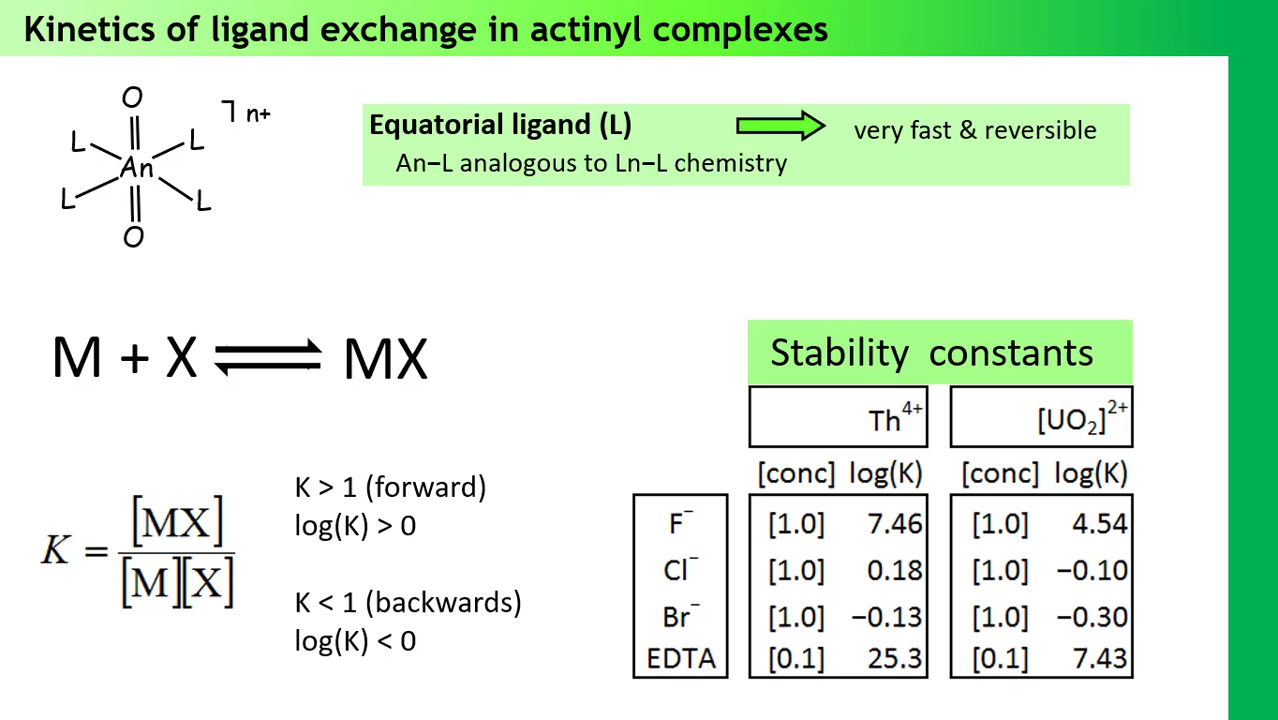 Kinetics of ligand exchange in actinyl complexes
O
L L
An
L L
O
n+
Equatorial ligand (L) very fast & reversible
An–L analogous to Ln–L chemistry
M + X ⇌ MX
K = [MX] / [M][X]
K > 1 (forward)
log(K) > 0
K < 1 (backwards)
log(K) < 0
Stability constants
Th⁴⁺ [UO₂]²⁺
[conc] log(K) [conc] log(K)
F⁻ [1.0] 7.46 [1.0] 4.54
Cl⁻ [1.0] 0.18 [1.0] −0.10
Br⁻ [1.0] −0.13 [1.0] −0.30
EDTA [0.1] 25.3 [0.1] 7.43